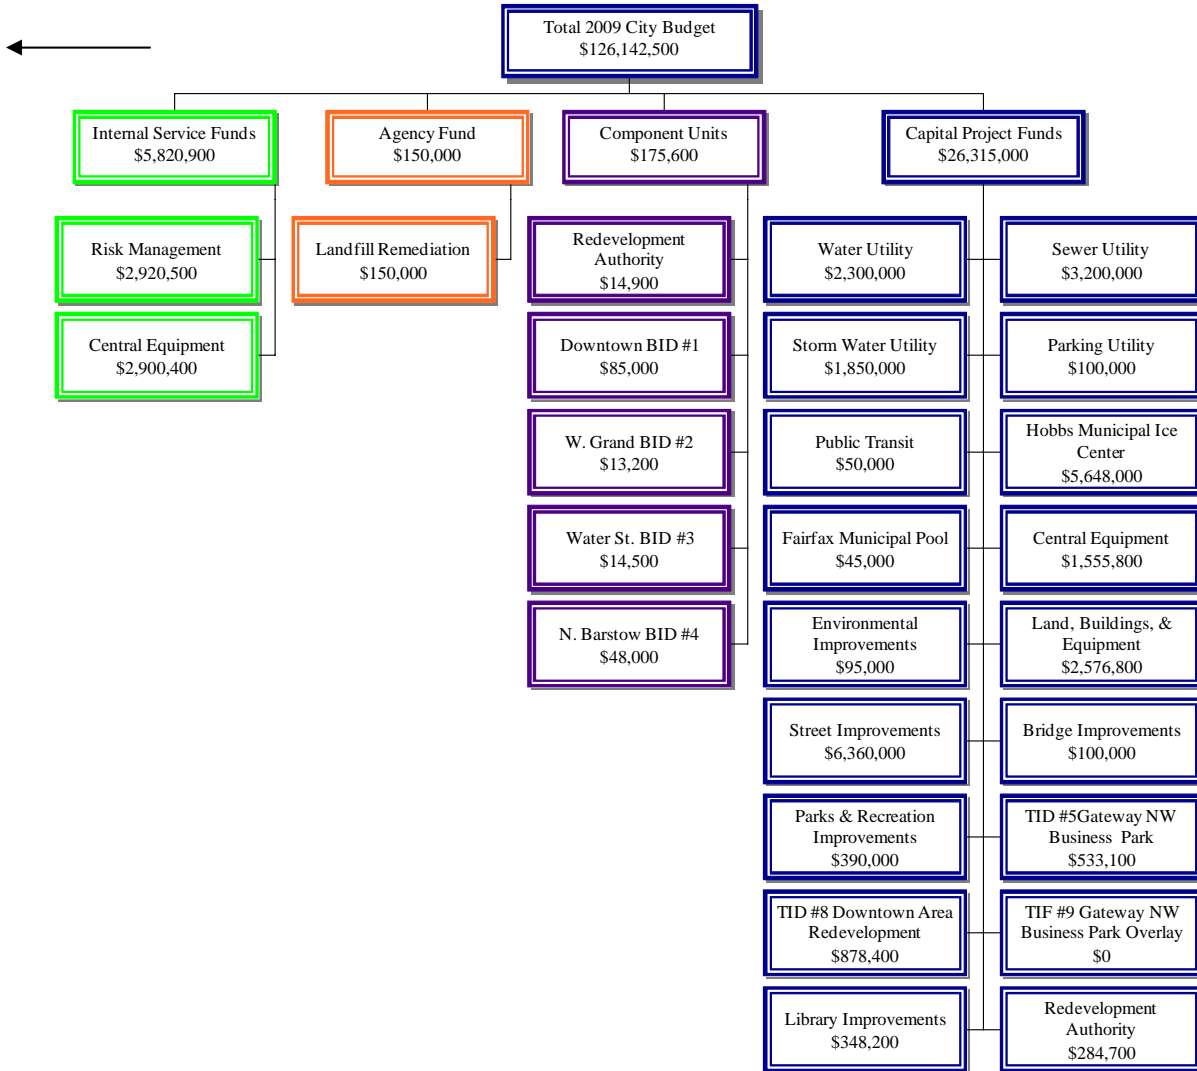 Total 2009 City Budget
$126,142,500
Internal Service Funds
$5,820,900
Agency Fund
$150,000
Component Units
$175,600
Capital Project Funds
$26,315,000
Risk Management
$2,920,500
Landfill Remediation
$150,000
Redevelopment
Authority
$14,900
Water Utility
$2,300,000
Sewer Utility
$3,200,000
Central Equipment
$2,900,400
Downtown BID #1
$85,000
Storm Water Utility
$1,850,000
Parking Utility
$100,000
W. Grand BID #2
$13,200
Public Transit
$50,000
Hobbs Municipal Ice
Center
$5,648,000
Water St. BID #3
$14,500
Fairfax Municipal Pool
$45,000
Central Equipment
$1,555,800
N. Barstow BID #4
$48,000
Environmental
Improvements
$95,000
Land, Buildings, &
Equipment
$2,576,800
Street Improvements
$6,360,000
Bridge Improvements
$100,000
Parks & Recreation
Improvements
$390,000
TID #5Gateway NW
Business Park
$533,100
TID #8 Downtown Area
Redevelopment
$878,400
TIF #9 Gateway NW
Business Park Overlay
$0
Library Improvements
$348,200
Redevelopment
Authority
$284,700